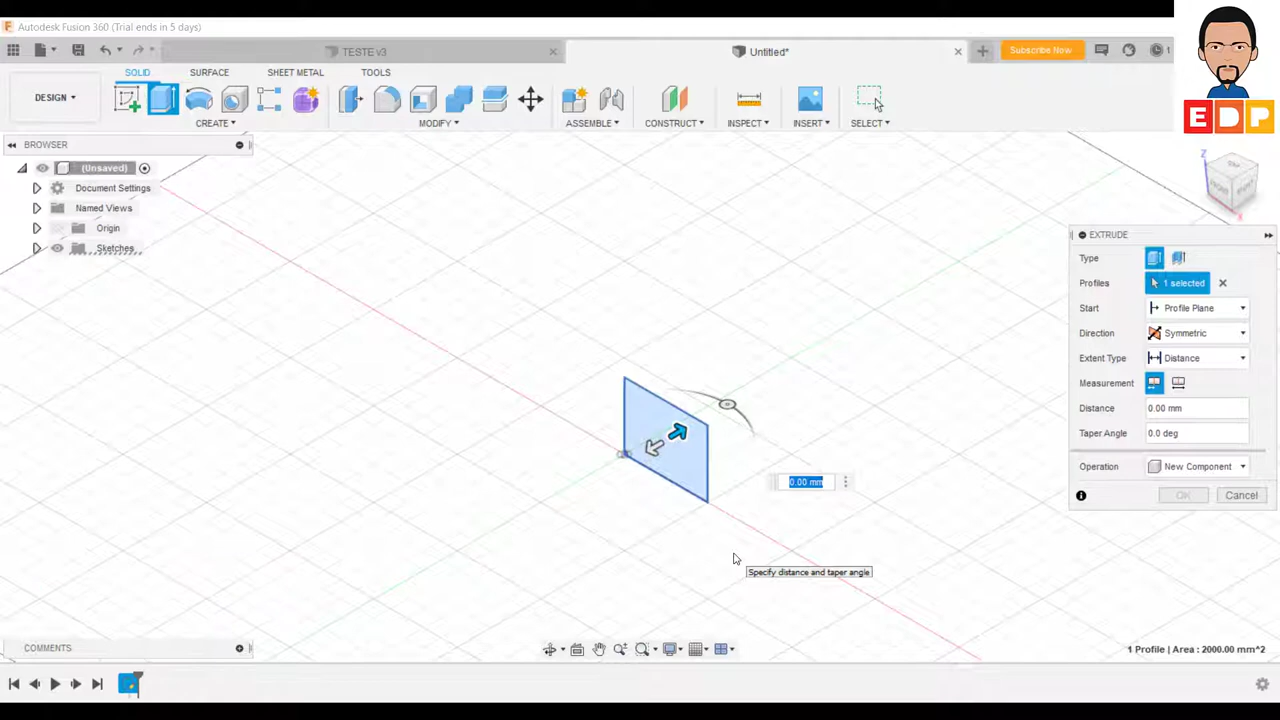 Autodesk Fusion 360 (Trial ends in 5 days)
TESTE v3
Untitled*
Subscribe Now
1
SOLID
SURFACE
SHEET METAL
TOOLS
DESIGN
CREATE
MODIFY
ASSEMBLE
CONSTRUCT
INSPECT
INSERT
SELECT
EDP
BROWSER
(Unsaved)
Document Settings
Named Views
Origin
Sketches
Z
TOP
FRONT
RIGHT
X
EXTRUDE
Type
Profiles
1 selected
Start
Profile Plane
Direction
Symmetric
Extent Type
Distance
Measurement
Distance
0.00 mm
Taper Angle
0.0 deg
Operation
New Component
OK
Cancel
0.00 mm
Specify distance and taper angle
COMMENTS
1 Profile | Area : 2000.00 mm^2